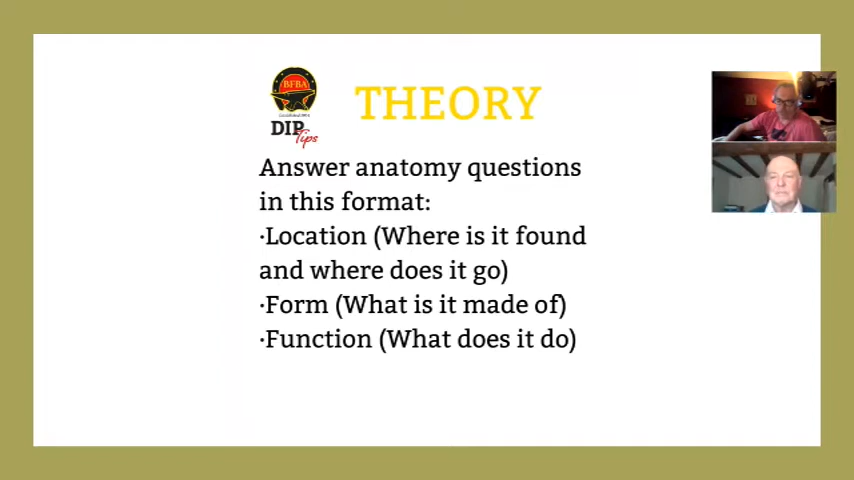 BFBA
DIP
Tips
THEORY
Answer anatomy questions
in this format:
·Location (Where is it found
and where does it go)
·Form (What is it made of)
·Function (What does it do)